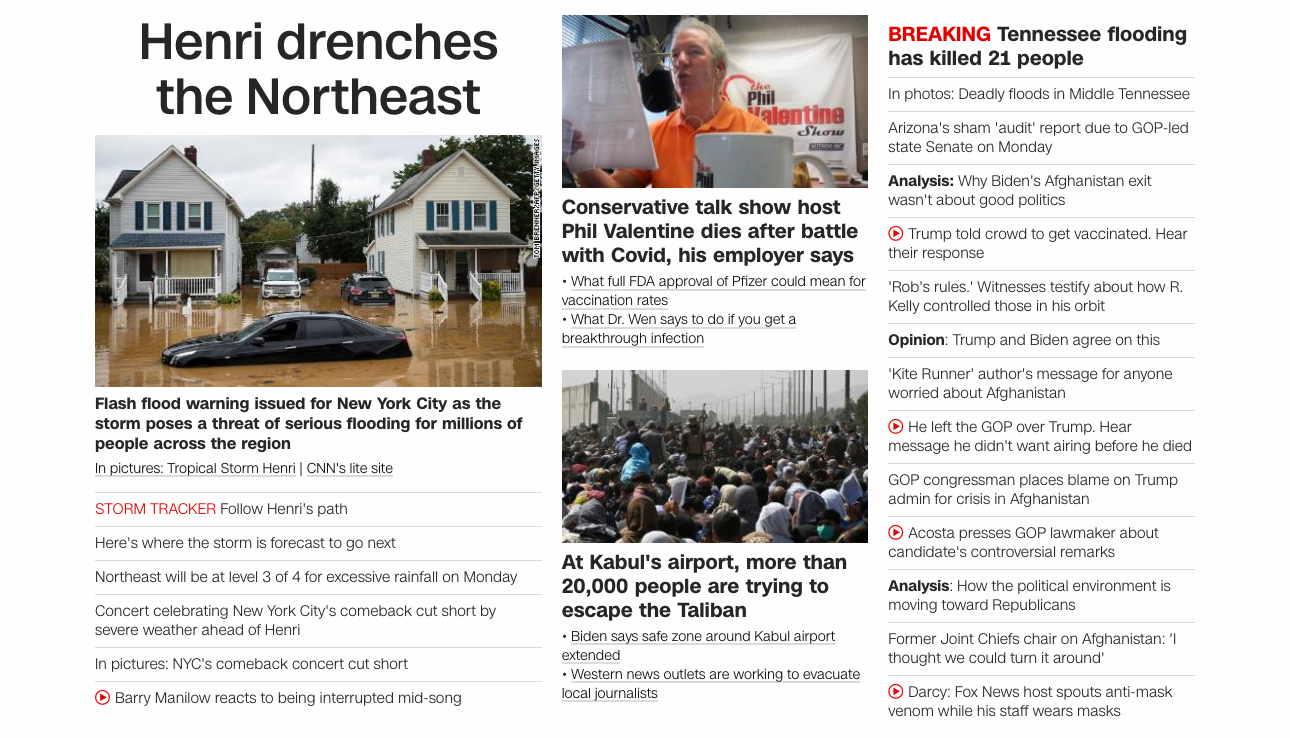 Henri drenches
the Northeast
TOM BRENNER/AFP/GETTY IMAGES
Flash flood warning issued for New York City as the
storm poses a threat of serious flooding for millions of
people across the region
In pictures: Tropical Storm Henri | CNN's lite site
STORM TRACKER Follow Henri's path
Here's where the storm is forecast to go next
Northeast will be at level 3 of 4 for excessive rainfall on Monday
Concert celebrating New York City's comeback cut short by
severe weather ahead of Henri
In pictures: NYC's comeback concert cut short
Barry Manilow reacts to being interrupted mid-song
the
Phil
Valentine
Show
the
Phil
Conservative talk show host
Phil Valentine dies after battle
with Covid, his employer says
• What full FDA approval of Pfizer could mean for
vaccination rates
• What Dr. Wen says to do if you get a
breakthrough infection
At Kabul's airport, more than
20,000 people are trying to
escape the Taliban
• Biden says safe zone around Kabul airport
extended
• Western news outlets are working to evacuate
local journalists
BREAKING Tennessee flooding
has killed 21 people
In photos: Deadly floods in Middle Tennessee
Arizona's sham 'audit' report due to GOP-led
state Senate on Monday
Analysis: Why Biden's Afghanistan exit
wasn't about good politics
Trump told crowd to get vaccinated. Hear
their response
'Rob's rules.' Witnesses testify about how R.
Kelly controlled those in his orbit
Opinion: Trump and Biden agree on this
'Kite Runner' author's message for anyone
worried about Afghanistan
He left the GOP over Trump. Hear
message he didn't want airing before he died
GOP congressman places blame on Trump
admin for crisis in Afghanistan
Acosta presses GOP lawmaker about
candidate's controversial remarks
Analysis: How the political environment is
moving toward Republicans
Former Joint Chiefs chair on Afghanistan: 'I
thought we could turn it around'
Darcy: Fox News host spouts anti-mask
venom while his staff wears masks